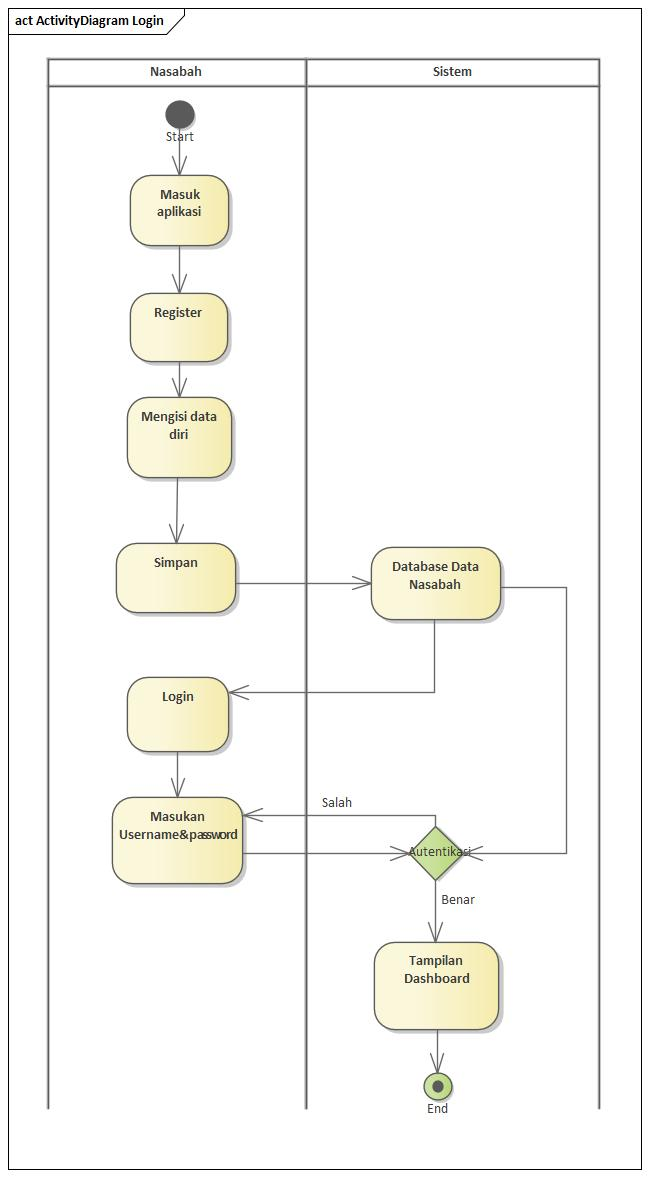 act ActivityDiagram Login
Nasabah
Sistem
Start
Masuk
aplikasi
Register
Mengisi data
diri
Simpan
Database Data
Nasabah
Login
Salah
Masukan
Username&password
Autentikasi
Benar
Tampilan
Dashboard
End